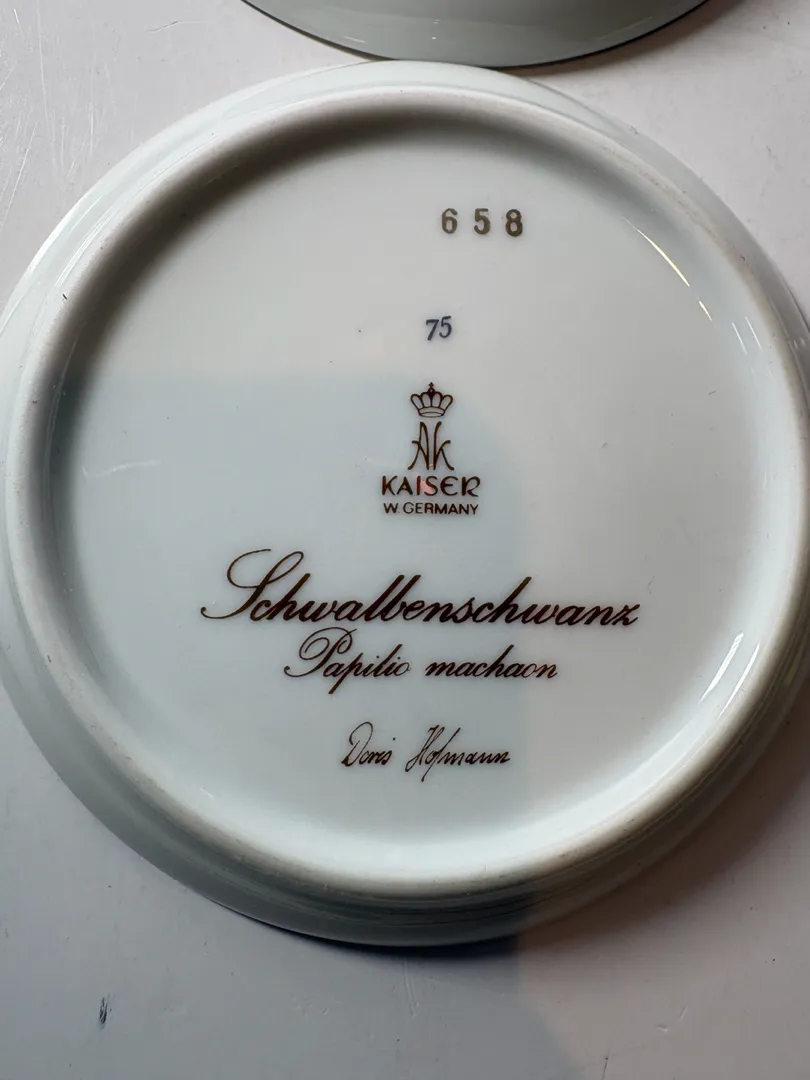 658
75
AK
KAISER
W. GERMANY
Schwalbenschwanz
Papilio machaon
Doris Hofmann